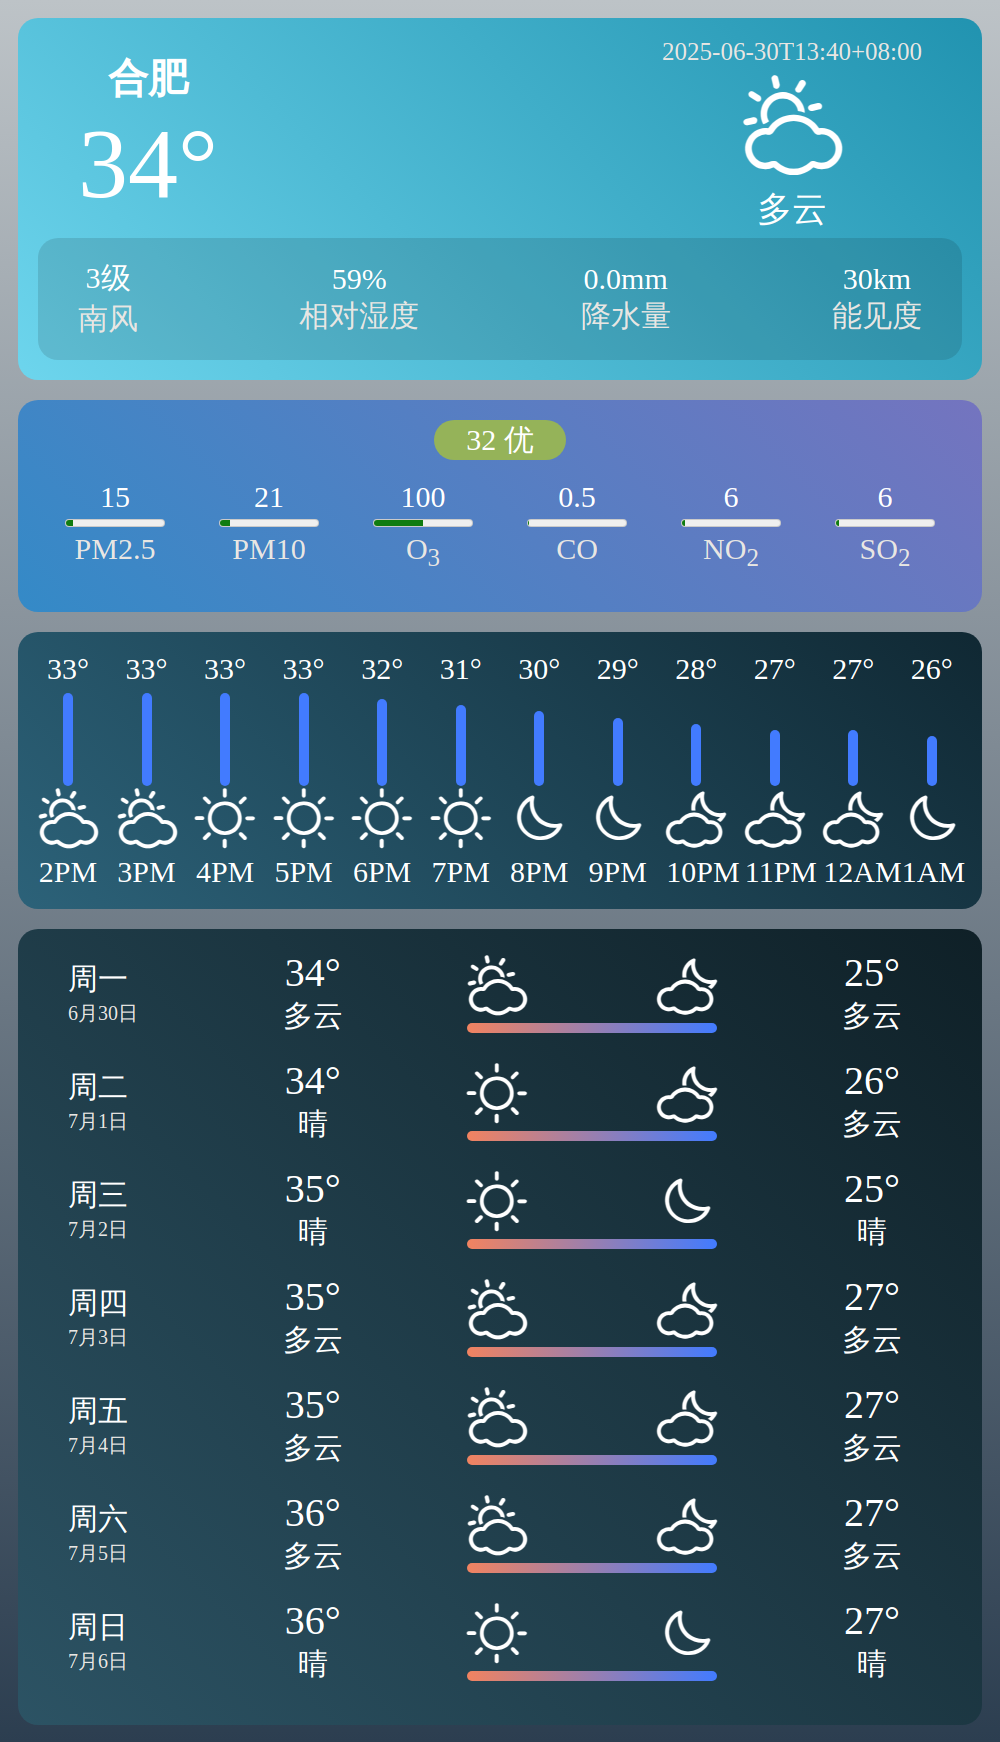 合肥
34°
2025-06-30T13:40+08:00
多云
3级 59% 0.0mm 30km
南风 相对湿度 降水量 能见度
32 优
15 21 100 0.5 6 6
PM2.5 PM10 O3 CO NO2 SO2
33° 33° 33° 33° 32° 31° 30° 29° 28° 27° 27° 26°
2PM 3PM 4PM 5PM 6PM 7PM 8PM 9PM 10PM 11PM 12AM 1AM
周一 34° 25°
6月30日 多云 多云
周二 34° 26°
7月1日 晴 多云
周三 35° 25°
7月2日 晴 晴
周四 35° 27°
7月3日 多云 多云
周五 35° 27°
7月4日 多云 多云
周六 36° 27°
7月5日 多云 多云
周日 36° 27°
7月6日 晴 晴